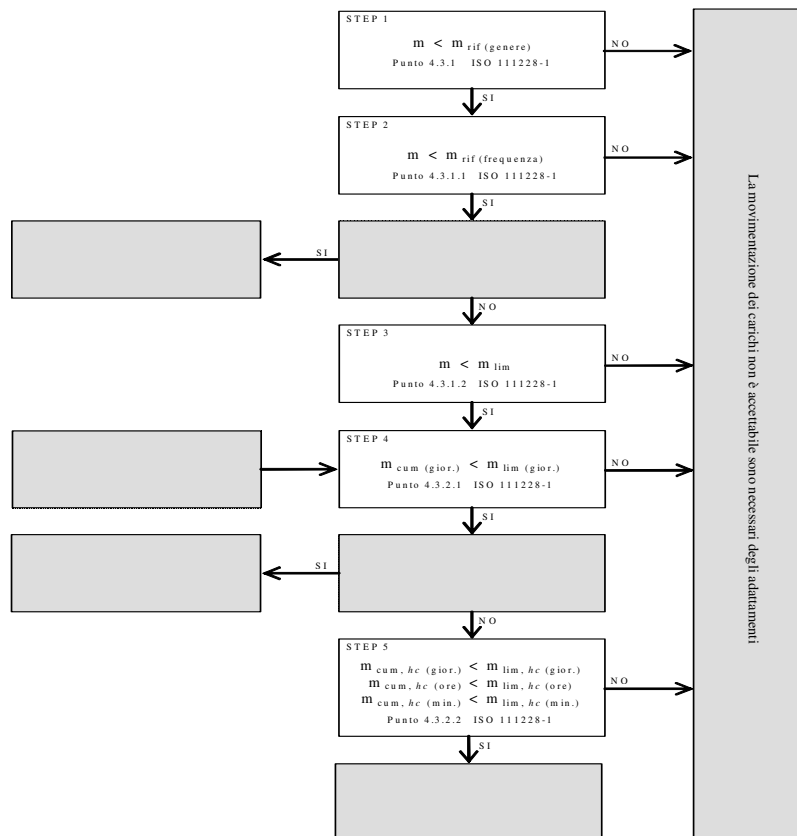 STEP 1
m < m rif (genere)
Punto 4.3.1 ISO 111228-1
NO
SI
STEP 2
m < m rif (frequenza)
Punto 4.3.1.1 ISO 111228-1
NO
SI
SI
NO
STEP 3
m < m lim
Punto 4.3.1.2 ISO 111228-1
NO
SI
STEP 4
m cum (gior.) < m lim (gior.)
Punto 4.3.2.1 ISO 111228-1
NO
SI
SI
NO
STEP 5
m cum, hc (gior.) < m lim, hc (gior.)
m cum, hc (ore) < m lim, hc (ore)
m cum, hc (min.) < m lim, hc (min.)
Punto 4.3.2.2 ISO 111228-1
NO
SI
La movimentazione dei carichi non è accettabile sono necessari degli adattamenti